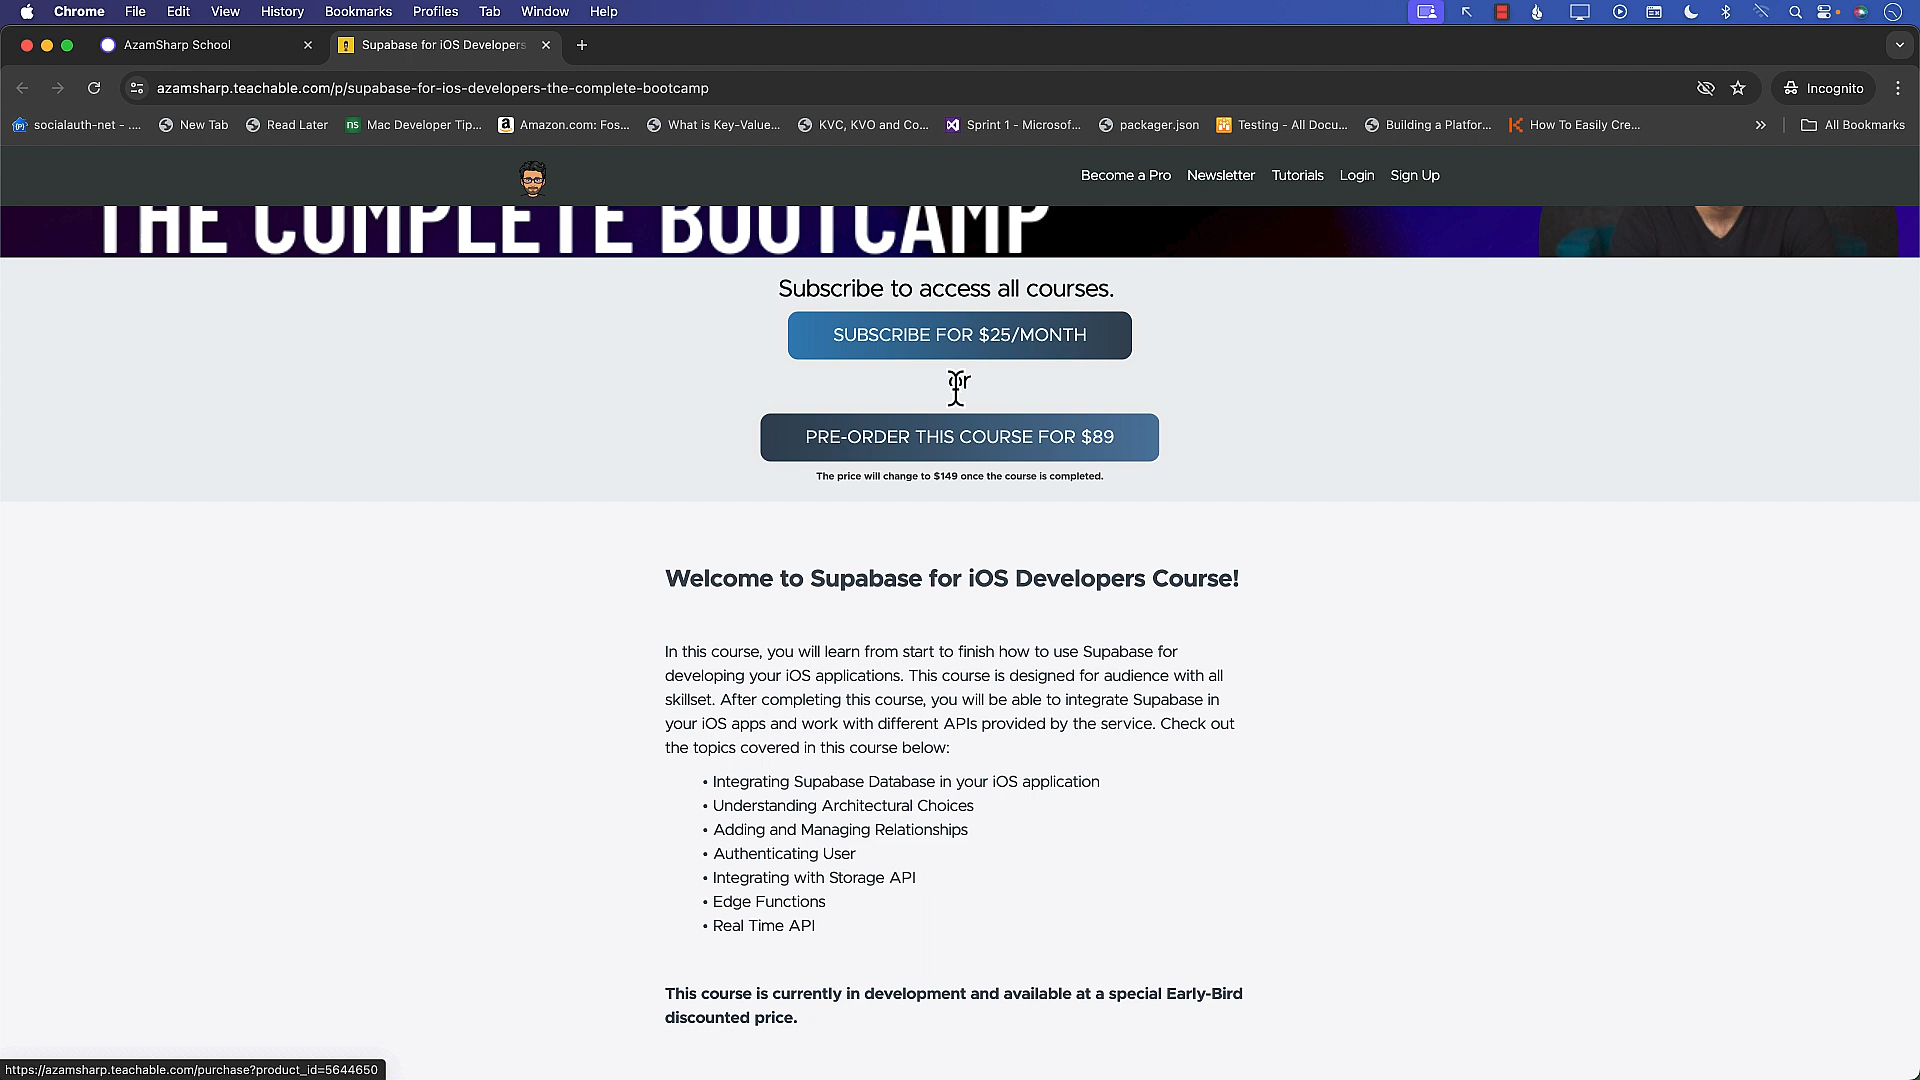 Chrome File Edit View History Bookmarks Profiles Tab Window Help
AzamSharp School
Supabase for iOS Developers
azamsharp.teachable.com/p/supabase-for-ios-developers-the-complete-bootcamp
Incognito
socialauth-net - .... New Tab Read Later Mac Developer Tip... Amazon.com: Fos... What is Key-Value... KVC, KVO and Co... Sprint 1 - Microsof... packager.json Testing - All Docu... Building a Platfor... How To Easily Cre... » All Bookmarks
Become a Pro Newsletter Tutorials Login Sign Up
THE COMPLETE BOOTCAMP
Subscribe to access all courses.
SUBSCRIBE FOR $25/MONTH
or
PRE-ORDER THIS COURSE FOR $89
The price will change to $149 once the course is completed.
Welcome to Supabase for iOS Developers Course!
In this course, you will learn from start to finish how to use Supabase for
developing your iOS applications. This course is designed for audience with all
skillset. After completing this course, you will be able to integrate Supabase in
your iOS apps and work with different APIs provided by the service. Check out
the topics covered in this course below:
• Integrating Supabase Database in your iOS application
• Understanding Architectural Choices
• Adding and Managing Relationships
• Authenticating User
• Integrating with Storage API
• Edge Functions
• Real Time API
This course is currently in development and available at a special Early-Bird
discounted price.
https://azamsharp.teachable.com/purchase?product_id=5644650